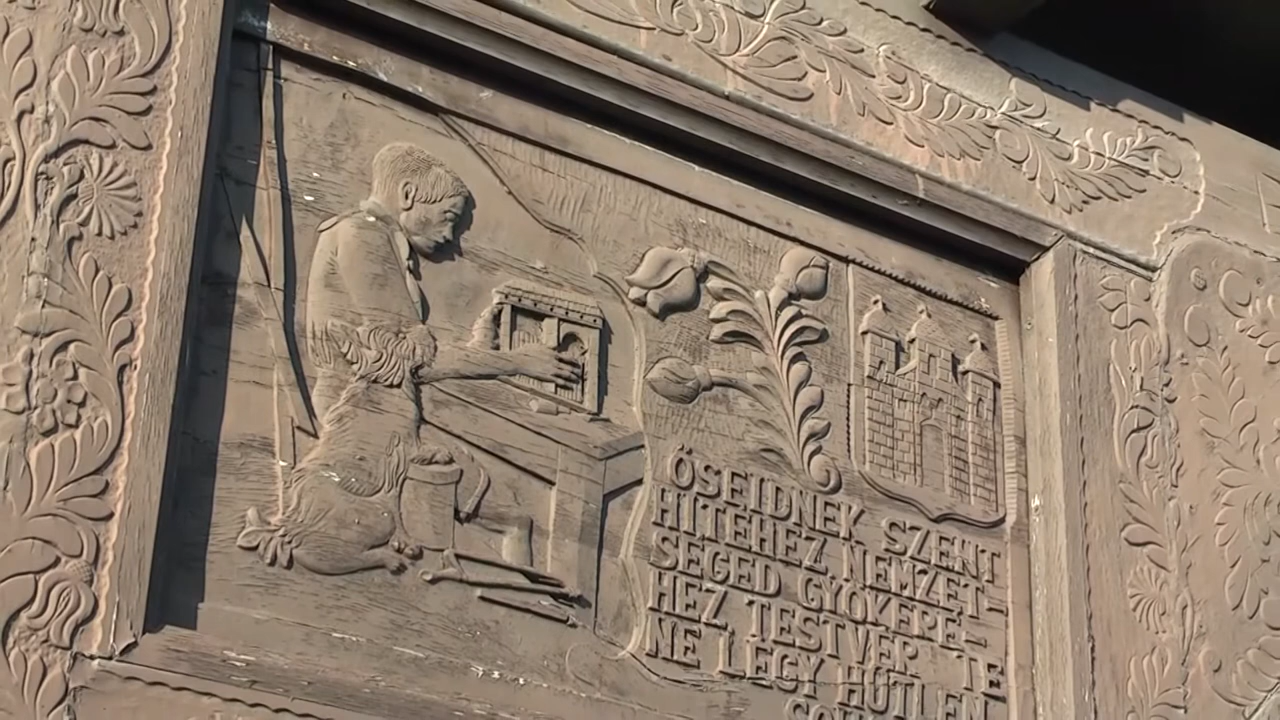 ŐSEIDNEK SZENT
HITÉHEZ NEMZET-
SÉGED GYÖKERÉ-
HEZ TESTVÉR TE
NE LÉGY HŰTLEN